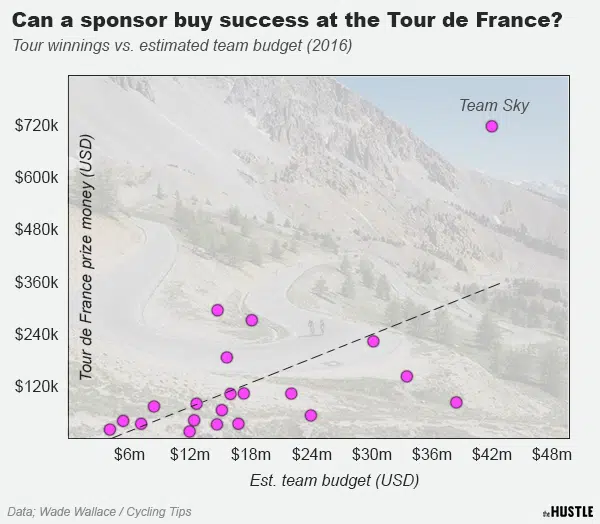 Can a sponsor buy success at the Tour de France?
Tour winnings vs. estimated team budget (2016)
Team Sky
$720k
$600k
$480k
$360k
$240k
$120k
Tour de France prize money (USD)
$6m $12m $18m $24m $30m $36m $42m $48m
Est. team budget (USD)
Data; Wade Wallace / Cycling Tips
the HUSTLE